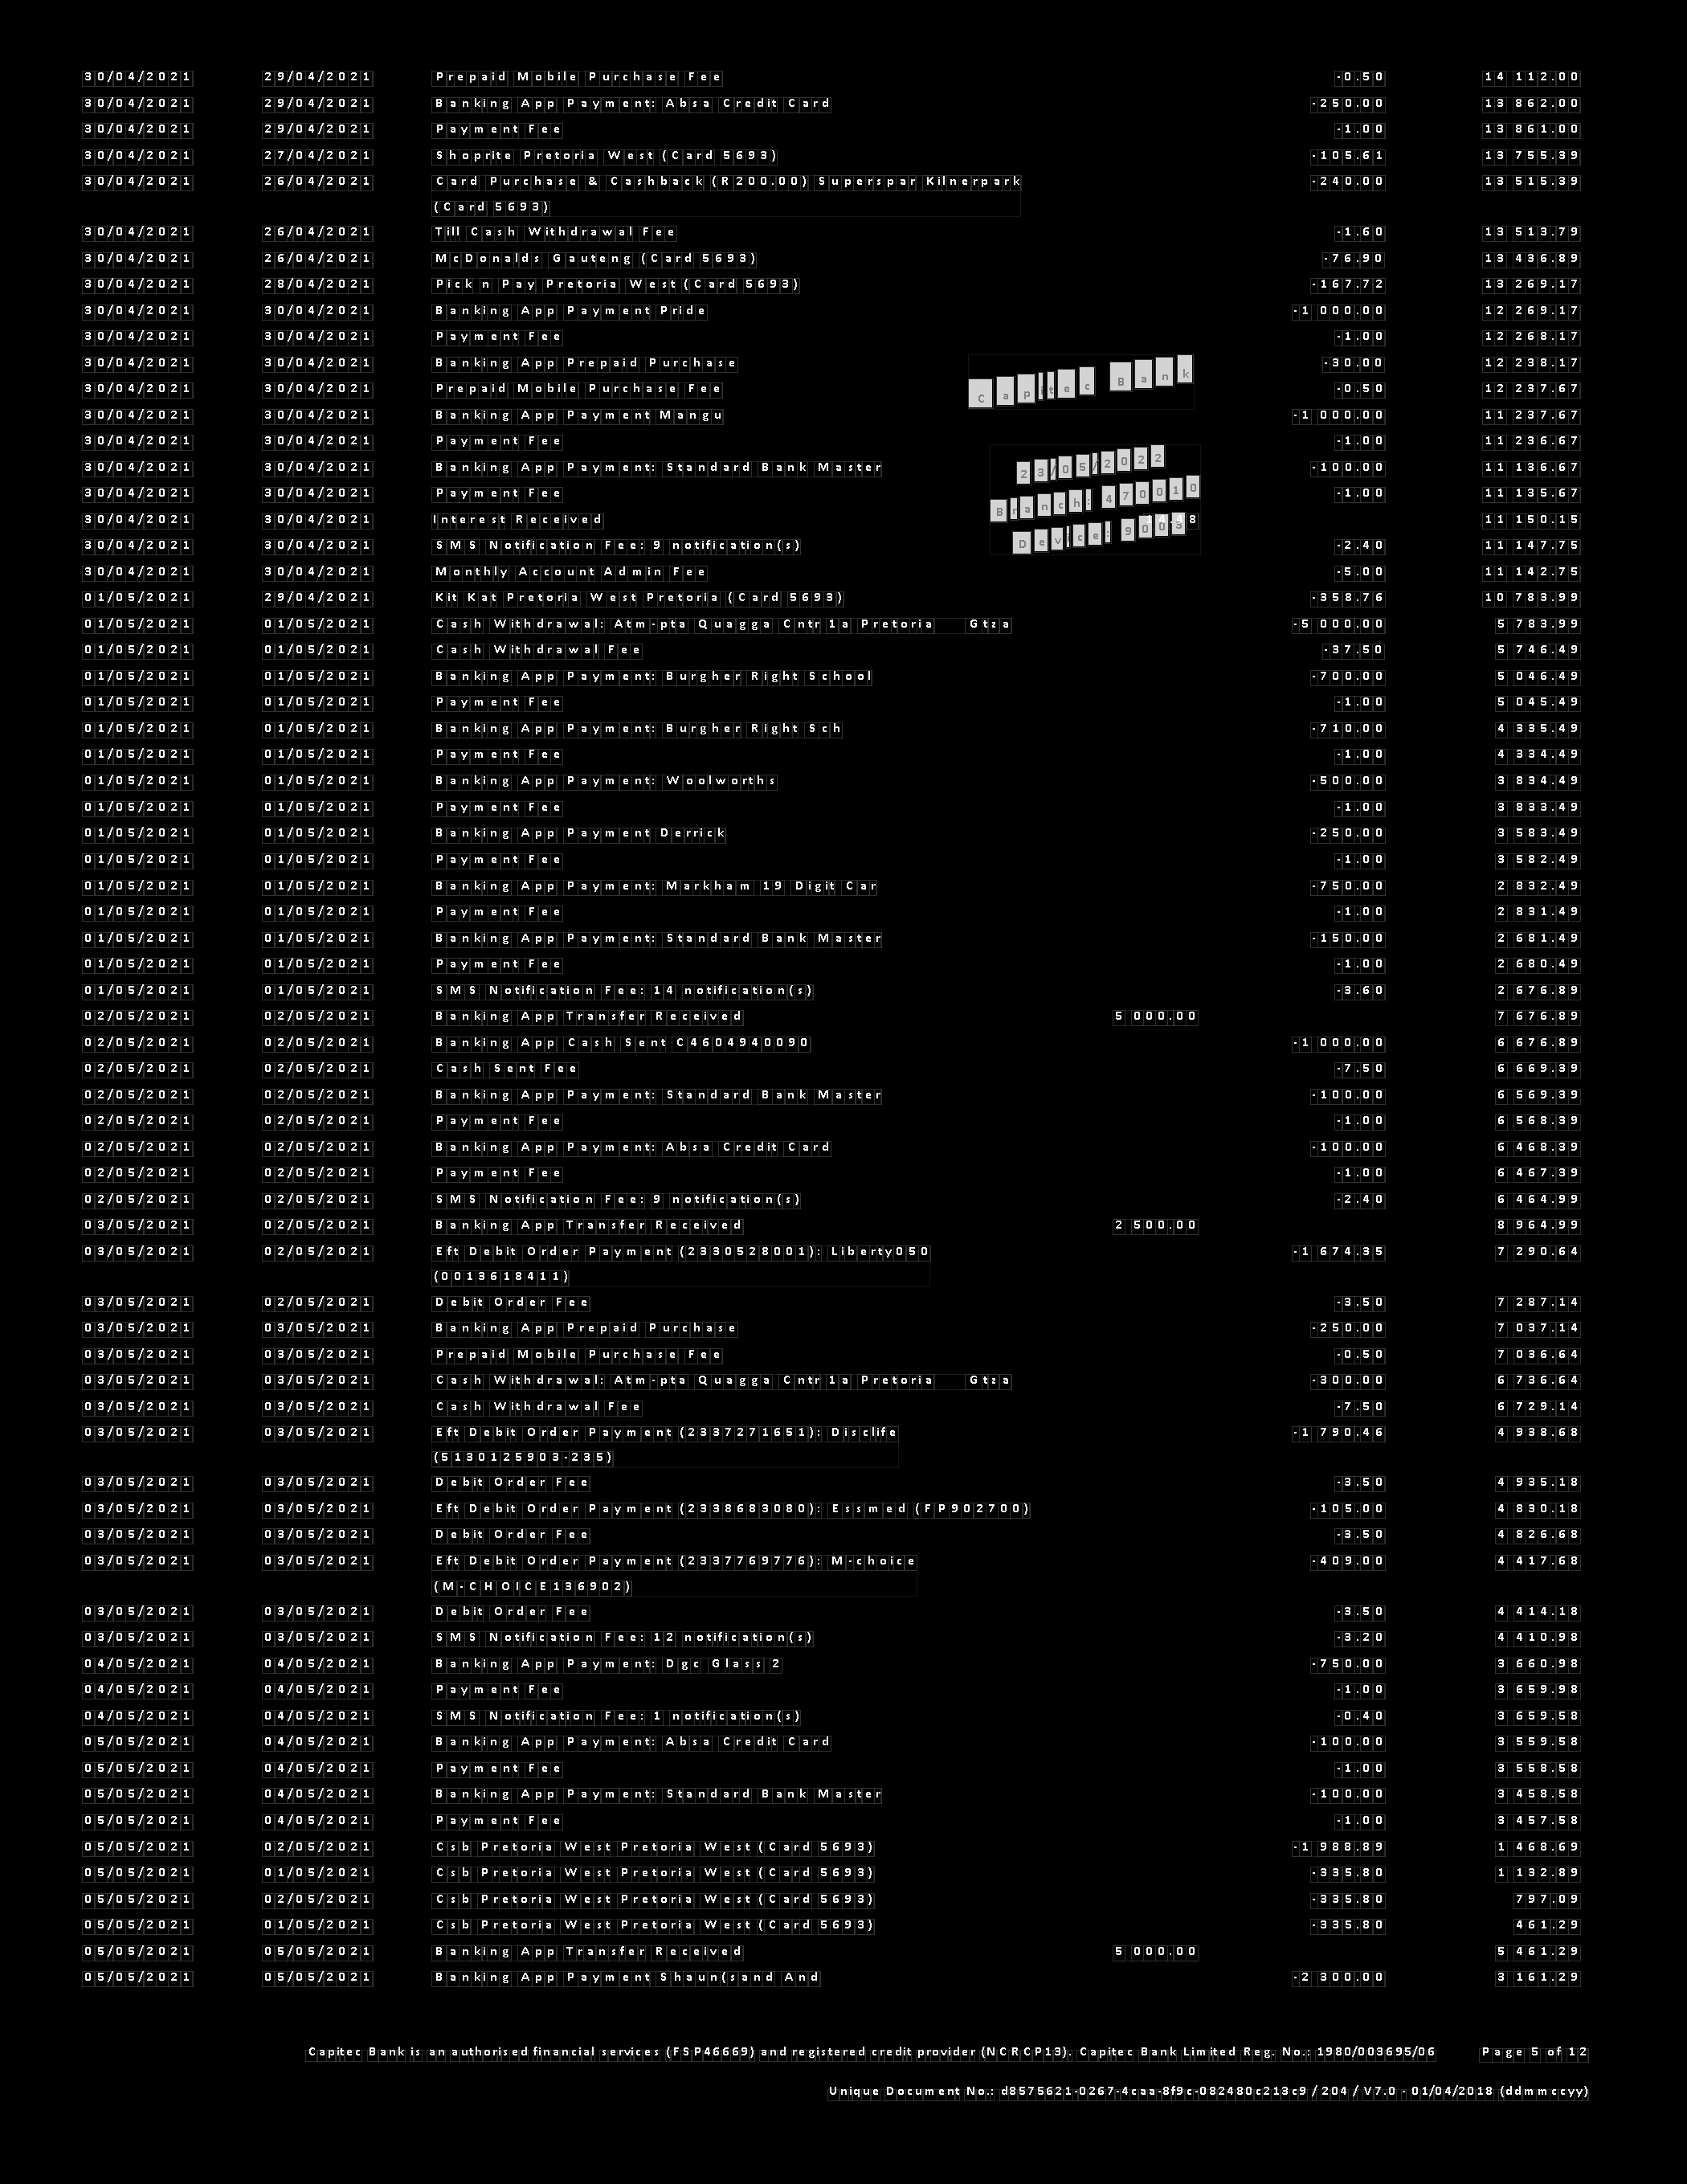 30/04/2021 29/04/2021 Prepaid Mobile Purchase Fee -0.50 14 112.00
30/04/2021 29/04/2021 Banking App Payment: Absa Credit Card -250.00 13 862.00
30/04/2021 29/04/2021 Payment Fee -1.00 13 861.00
30/04/2021 27/04/2021 Shoprite Pretoria West (Card 5693) -105.61 13 755.39
30/04/2021 26/04/2021 Card Purchase & Cashback (R200.00) Superspar Kilnerpark -240.00 13 515.39
(Card 5693)
30/04/2021 26/04/2021 Till Cash Withdrawal Fee -1.60 13 513.79
30/04/2021 26/04/2021 McDonalds Gauteng (Card 5693) -76.90 13 436.89
30/04/2021 28/04/2021 Pick n Pay Pretoria West (Card 5693) -167.72 13 269.17
30/04/2021 30/04/2021 Banking App Payment Pride -1 000.00 12 269.17
30/04/2021 30/04/2021 Payment Fee -1.00 12 268.17
30/04/2021 30/04/2021 Banking App Prepaid Purchase -30.00 12 238.17
Capitec Bank
30/04/2021 30/04/2021 Prepaid Mobile Purchase Fee -0.50 12 237.67
30/04/2021 30/04/2021 Banking App Payment Mangu -1 000.00 11 237.67
30/04/2021 30/04/2021 Payment Fee -1.00 11 236.67
30/04/2021 30/04/2021 Banking App Payment: Standard Bank Master -100.00 11 136.67
23/05/2022
30/04/2021 30/04/2021 Payment Fee -1.00 11 135.67
Branch: 470010
30/04/2021 30/04/2021 Interest Received 14.48 11 150.15
Device: 9003
30/04/2021 30/04/2021 SMS Notification Fee: 9 notification(s) -2.40 11 147.75
30/04/2021 30/04/2021 Monthly Account Admin Fee -5.00 11 142.75
01/05/2021 29/04/2021 Kit Kat Pretoria West Pretoria (Card 5693) -358.76 10 783.99
01/05/2021 01/05/2021 Cash Withdrawal: Atm-pta Quagga Cntr 1a Pretoria Gtza -5 000.00 5 783.99
01/05/2021 01/05/2021 Cash Withdrawal Fee -37.50 5 746.49
01/05/2021 01/05/2021 Banking App Payment: Burgher Right School -700.00 5 046.49
01/05/2021 01/05/2021 Payment Fee -1.00 5 045.49
01/05/2021 01/05/2021 Banking App Payment: Burgher Right Sch -710.00 4 335.49
01/05/2021 01/05/2021 Payment Fee -1.00 4 334.49
01/05/2021 01/05/2021 Banking App Payment: Woolworths -500.00 3 834.49
01/05/2021 01/05/2021 Payment Fee -1.00 3 833.49
01/05/2021 01/05/2021 Banking App Payment Derrick -250.00 3 583.49
01/05/2021 01/05/2021 Payment Fee -1.00 3 582.49
01/05/2021 01/05/2021 Banking App Payment: Markham 19 Digit Car -750.00 2 832.49
01/05/2021 01/05/2021 Payment Fee -1.00 2 831.49
01/05/2021 01/05/2021 Banking App Payment: Standard Bank Master -150.00 2 681.49
01/05/2021 01/05/2021 Payment Fee -1.00 2 680.49
01/05/2021 01/05/2021 SMS Notification Fee: 14 notification(s) -3.60 2 676.89
02/05/2021 02/05/2021 Banking App Transfer Received 5 000.00 7 676.89
02/05/2021 02/05/2021 Banking App Cash Sent C4604940090 -1 000.00 6 676.89
02/05/2021 02/05/2021 Cash Sent Fee -7.50 6 669.39
02/05/2021 02/05/2021 Banking App Payment: Standard Bank Master -100.00 6 569.39
02/05/2021 02/05/2021 Payment Fee -1.00 6 568.39
02/05/2021 02/05/2021 Banking App Payment: Absa Credit Card -100.00 6 468.39
02/05/2021 02/05/2021 Payment Fee -1.00 6 467.39
02/05/2021 02/05/2021 SMS Notification Fee: 9 notification(s) -2.40 6 464.99
03/05/2021 02/05/2021 Banking App Transfer Received 2 500.00 8 964.99
03/05/2021 02/05/2021 Eft Debit Order Payment (2330528001): Liberty050 -1 674.35 7 290.64
(0013618411)
03/05/2021 02/05/2021 Debit Order Fee -3.50 7 287.14
03/05/2021 03/05/2021 Banking App Prepaid Purchase -250.00 7 037.14
03/05/2021 03/05/2021 Prepaid Mobile Purchase Fee -0.50 7 036.64
03/05/2021 03/05/2021 Cash Withdrawal: Atm-pta Quagga Cntr 1a Pretoria Gtza -300.00 6 736.64
03/05/2021 03/05/2021 Cash Withdrawal Fee -7.50 6 729.14
03/05/2021 03/05/2021 Eft Debit Order Payment (2337271651): Disclife -1 790.46 4 938.68
(5130125903-235)
03/05/2021 03/05/2021 Debit Order Fee -3.50 4 935.18
03/05/2021 03/05/2021 Eft Debit Order Payment (2338683080): Essmed (FP902700) -105.00 4 830.18
03/05/2021 03/05/2021 Debit Order Fee -3.50 4 826.68
03/05/2021 03/05/2021 Eft Debit Order Payment (2337769776): M-choice -409.00 4 417.68
(M-CHOICE136902)
03/05/2021 03/05/2021 Debit Order Fee -3.50 4 414.18
03/05/2021 03/05/2021 SMS Notification Fee: 12 notification(s) -3.20 4 410.98
04/05/2021 04/05/2021 Banking App Payment: Dgc Glass 2 -750.00 3 660.98
04/05/2021 04/05/2021 Payment Fee -1.00 3 659.98
04/05/2021 04/05/2021 SMS Notification Fee: 1 notification(s) -0.40 3 659.58
05/05/2021 04/05/2021 Banking App Payment: Absa Credit Card -100.00 3 559.58
05/05/2021 04/05/2021 Payment Fee -1.00 3 558.58
05/05/2021 04/05/2021 Banking App Payment: Standard Bank Master -100.00 3 458.58
05/05/2021 04/05/2021 Payment Fee -1.00 3 457.58
05/05/2021 02/05/2021 Csb Pretoria West Pretoria West (Card 5693) -1 988.89 1 468.69
05/05/2021 01/05/2021 Csb Pretoria West Pretoria West (Card 5693) -335.80 1 132.89
05/05/2021 02/05/2021 Csb Pretoria West Pretoria West (Card 5693) -335.80 797.09
05/05/2021 01/05/2021 Csb Pretoria West Pretoria West (Card 5693) -335.80 461.29
05/05/2021 05/05/2021 Banking App Transfer Received 5 000.00 5 461.29
05/05/2021 05/05/2021 Banking App Payment Shaun(sand And -2 300.00 3 161.29
Capitec Bank is an authorised financial services (FSP46669) and registered credit provider (NCRCP13). Capitec Bank Limited Reg. No.: 1980/003695/06 Page 5 of 12
Unique Document No.: d8575621-0267-4caa-8f9c-082480c213c9 / 204 / V7.0 - 01/04/2018 (ddmmccyy)